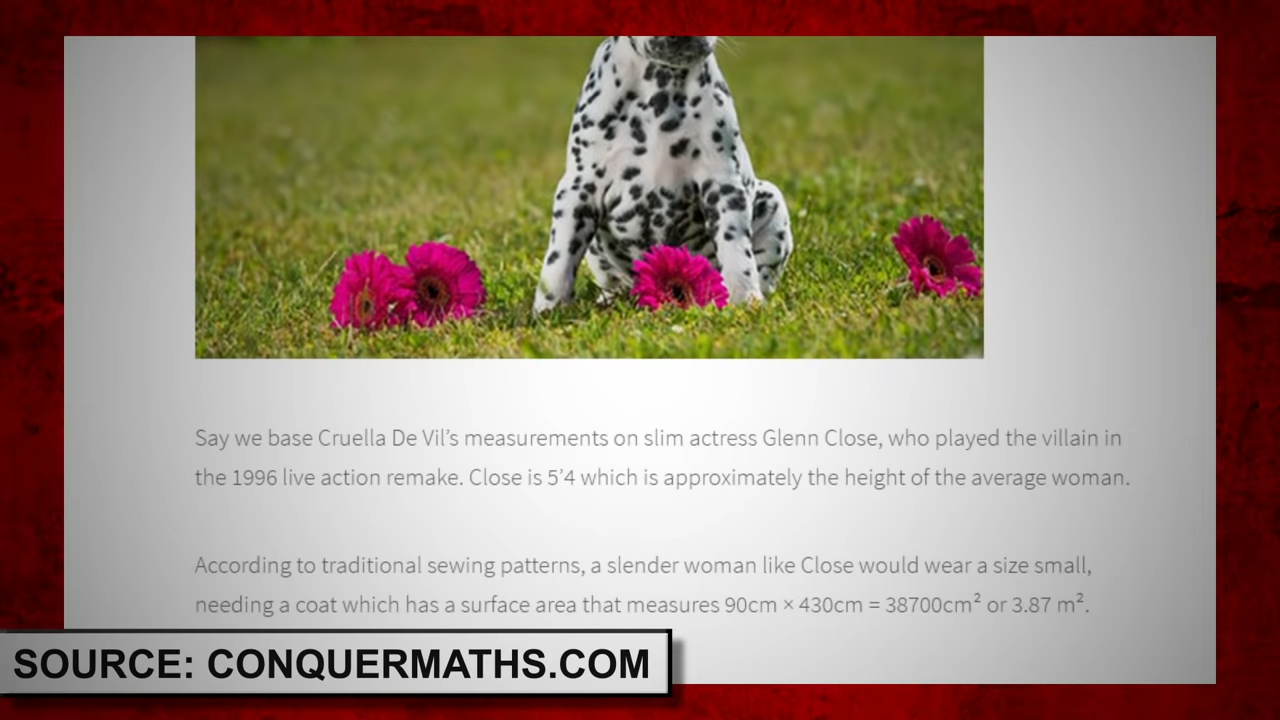 Say we base Cruella De Vil’s measurements on slim actress Glenn Close, who played the villain in
the 1996 live action remake. Close is 5’4 which is approximately the height of the average woman.
According to traditional sewing patterns, a slender woman like Close would wear a size small,
needing a coat which has a surface area that measures 90cm × 430cm = 38700cm² or 3.87 m².
SOURCE: CONQUERMATHS.COM